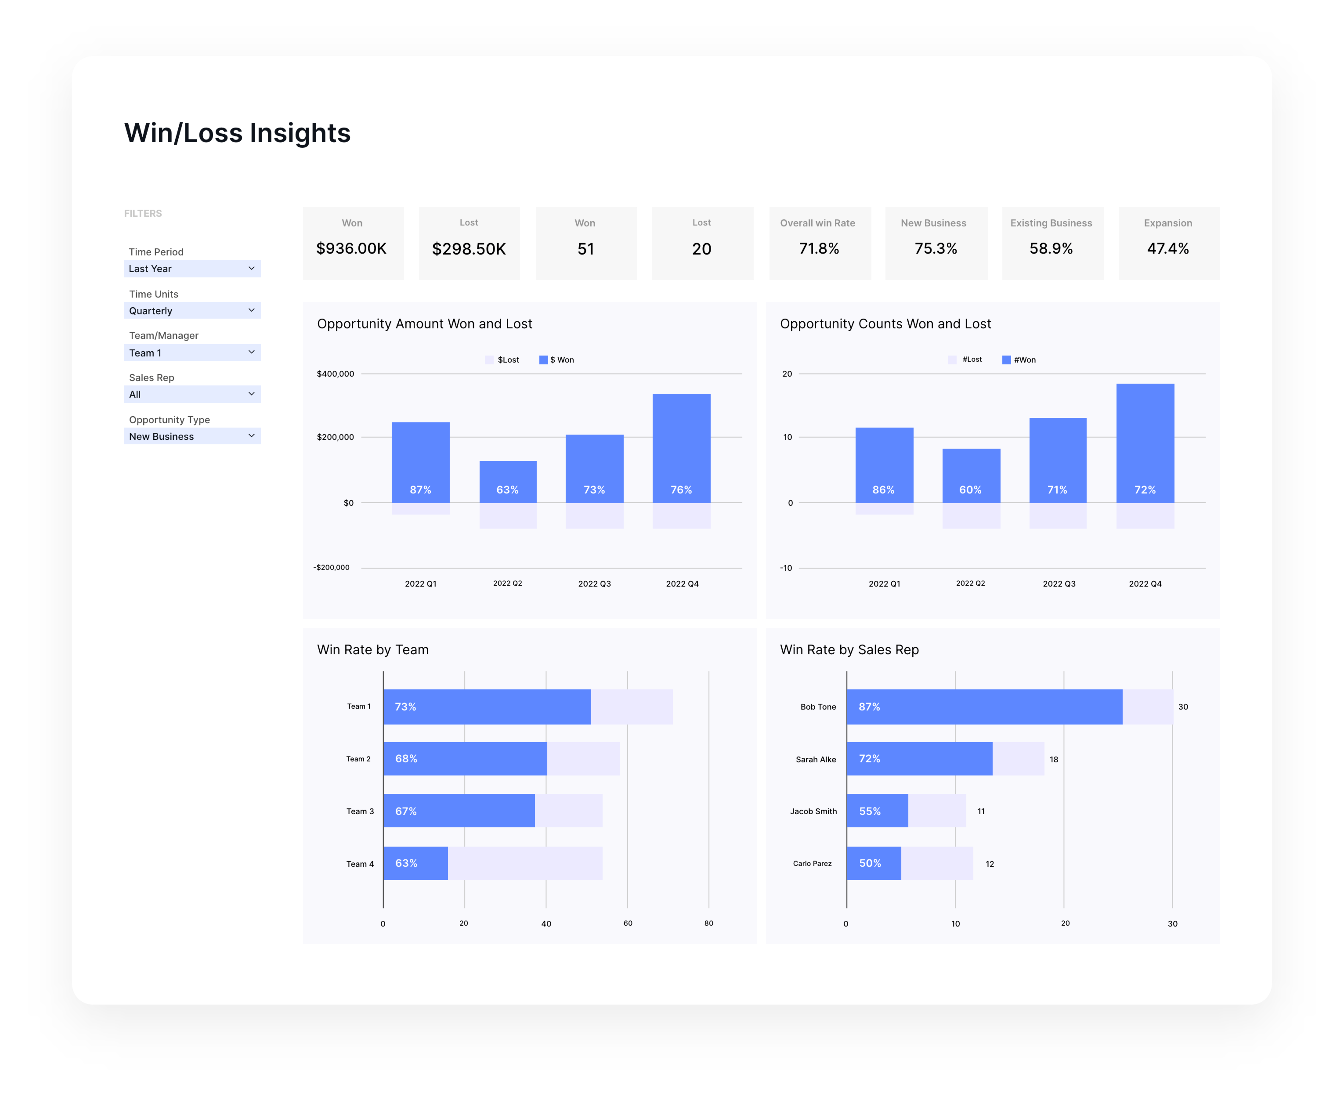 Win/Loss Insights
FILTERS
Time Period
Last Year
Time Units
Quarterly
Team/Manager
Team 1
Sales Rep
All
Opportunity Type
New Business
Won
$936.00K
Lost
$298.50K
Won
51
Lost
20
Overall win Rate
71.8%
New Business
75.3%
Existing Business
58.9%
Expansion
47.4%
Opportunity Amount Won and Lost
$Lost $ Won
$400,000
$200,000
$0
-$200,000
87% 63% 73% 76%
2022 Q1 2022 Q2 2022 Q3 2022 Q4
Opportunity Counts Won and Lost
#Lost #Won
20
10
0
-10
86% 60% 71% 72%
2022 Q1 2022 Q2 2022 Q3 2022 Q4
Win Rate by Team
Team 1 73%
Team 2 68%
Team 3 67%
Team 4 63%
0 20 40 60 80
Win Rate by Sales Rep
Bob Tone 87% 30
Sarah Alke 72% 18
Jacob Smith 55% 11
Carlo Parez 50% 12
0 10 20 30